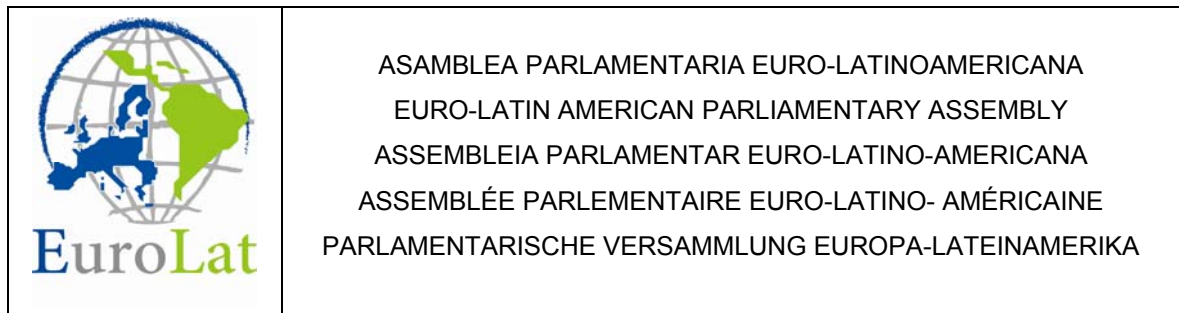 EuroLat
ASAMBLEA PARLAMENTARIA EURO-LATINOAMERICANA
EURO-LATIN AMERICAN PARLIAMENTARY ASSEMBLY
ASSEMBLEIA PARLAMENTAR EURO-LATINO-AMERICANA
ASSEMBLÉE PARLEMENTAIRE EURO-LATINO- AMÉRICAINE
PARLAMENTARISCHE VERSAMMLUNG EUROPA-LATEINAMERIKA